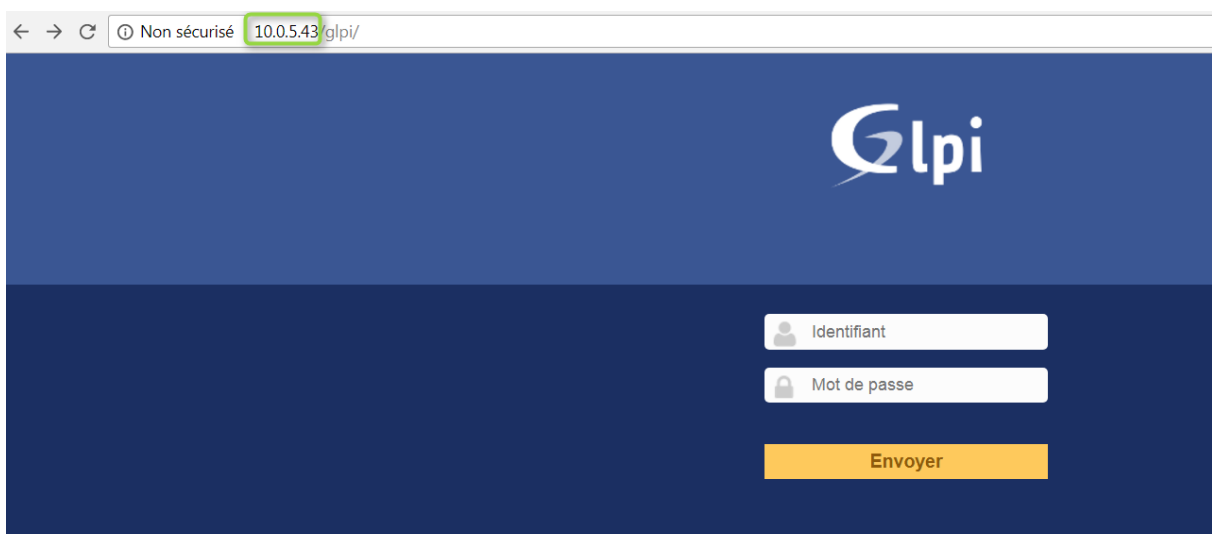 Non sécurisé 10.0.5.43/glpi/
Glpi
Identifiant
Mot de passe
Envoyer